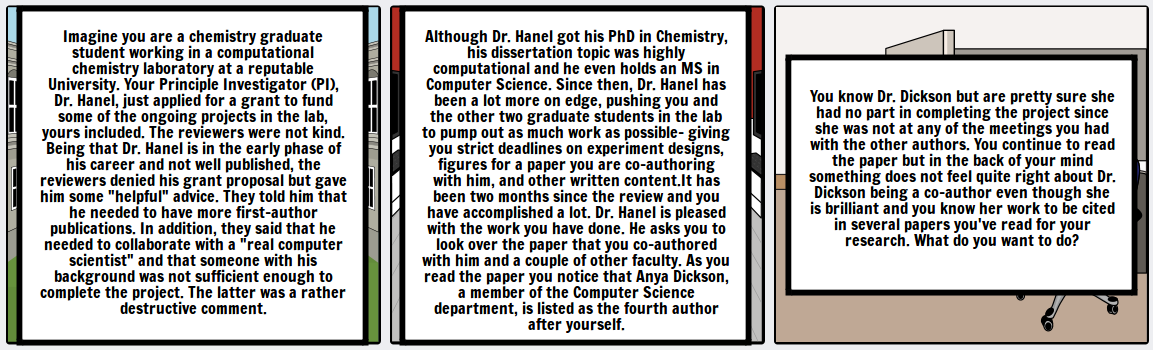 Imagine you are a chemistry graduate
student working in a computational
chemistry laboratory at a reputable
University. Your Principle Investigator (PI),
Dr. Hanel, just applied for a grant to fund
some of the ongoing projects in the lab,
yours included. The reviewers were not kind.
Being that Dr. Hanel is in the early phase of
his career and not well published, the
reviewers denied his grant proposal but gave
him some "helpful" advice. They told him that
he needed to have more first-author
publications. In addition, they said that he
needed to collaborate with a "real computer
scientist" and that someone with his
background was not sufficient enough to
complete the project. The latter was a rather
destructive comment.
Although Dr. Hanel got his PhD in Chemistry,
his dissertation topic was highly
computational and he even holds an MS in
Computer Science. Since then, Dr. Hanel has
been a lot more on edge, pushing you and
the other two graduate students in the lab
to pump out as much work as possible- giving
you strict deadlines on experiment designs,
figures for a paper you are co-authoring
with him, and other written content.It has
been two months since the review and you
have accomplished a lot. Dr. Hanel is pleased
with the work you have done. He asks you to
look over the paper that you co-authored
with him and a couple of other faculty. As you
read the paper you notice that Anya Dickson,
a member of the Computer Science
department, is listed as the fourth author
after yourself.
You know Dr. Dickson but are pretty sure she
had no part in completing the project since
she was not at any of the meetings you had
with the other authors. You continue to read
the paper but in the back of your mind
something does not feel quite right about Dr.
Dickson being a co-author even though she
is brilliant and you know her work to be cited
in several papers you've read for your
research. What do you want to do?